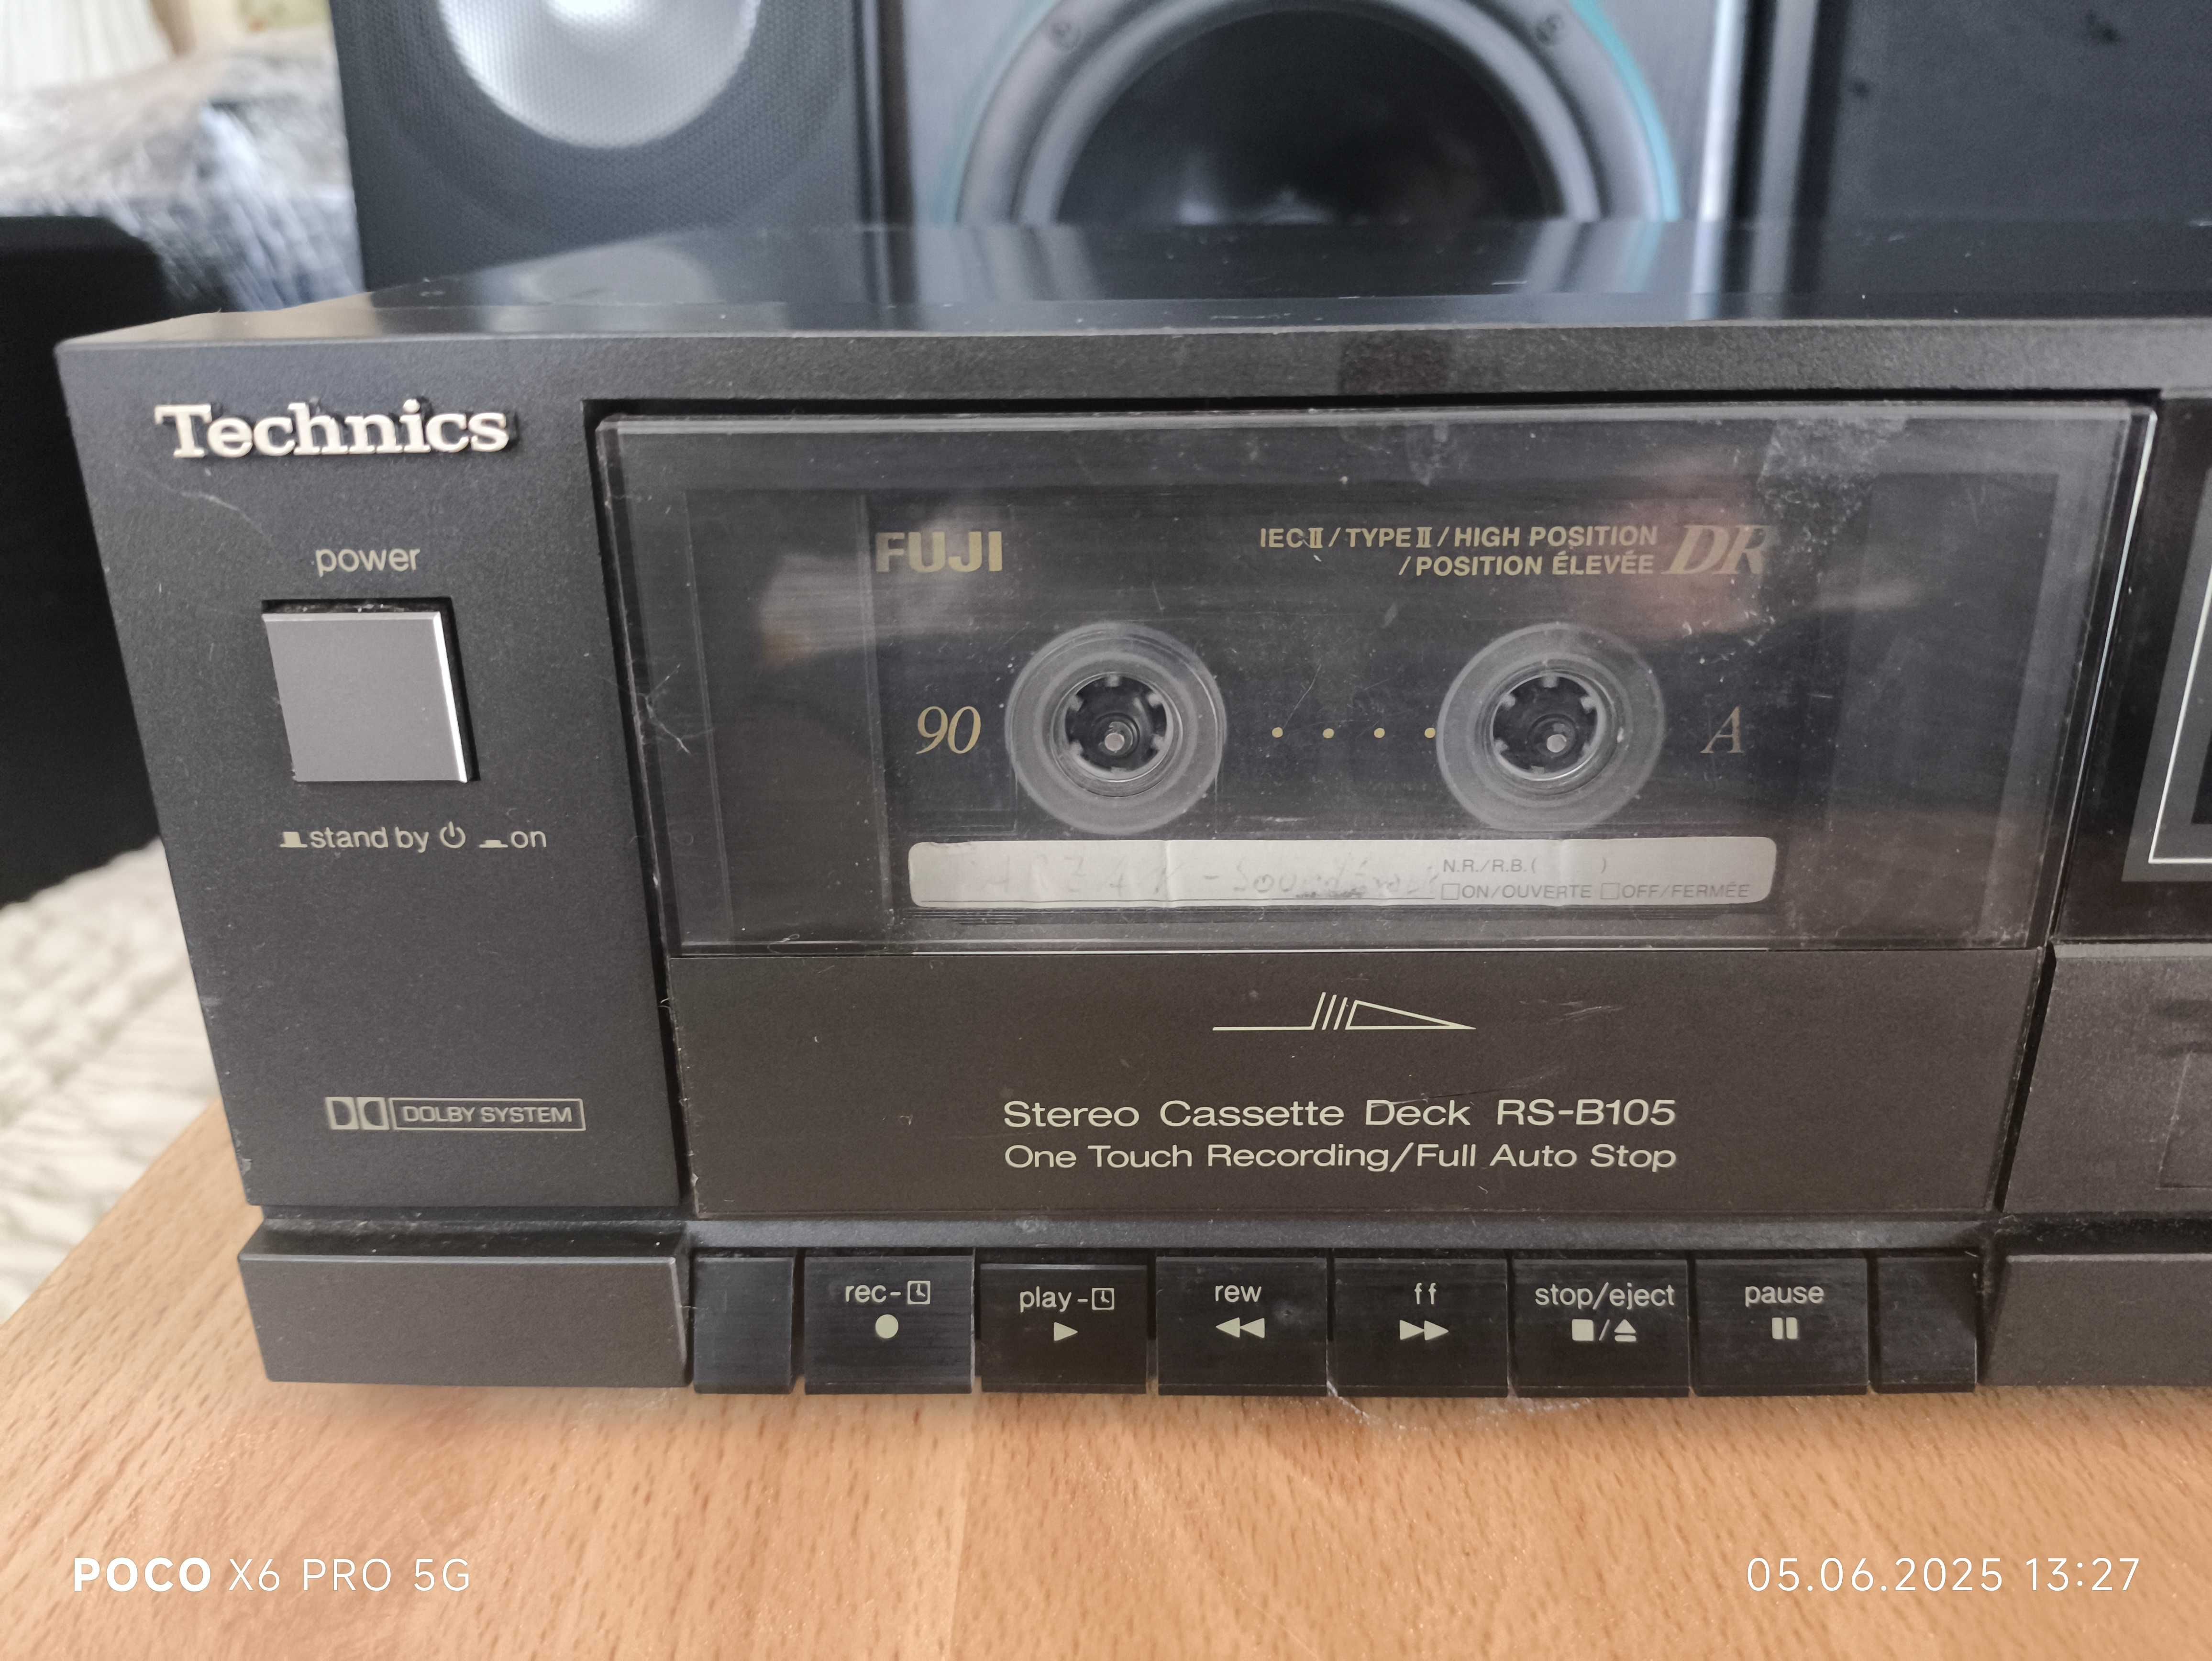 Technics
power
stand by on
DOLBY SYSTEM
FUJI
IEC II / TYPE II / HIGH POSITION
/ POSITION ÉLEVÉE
DR
90
A
N.R./R.B. ( )
ON/OUVERTE OFF/FERMÉE
Stereo Cassette Deck RS-B105
One Touch Recording/Full Auto Stop
rec-
play-
rew
ff
stop/eject
pause
POCO X6 PRO 5G
05.06.2025 13:27